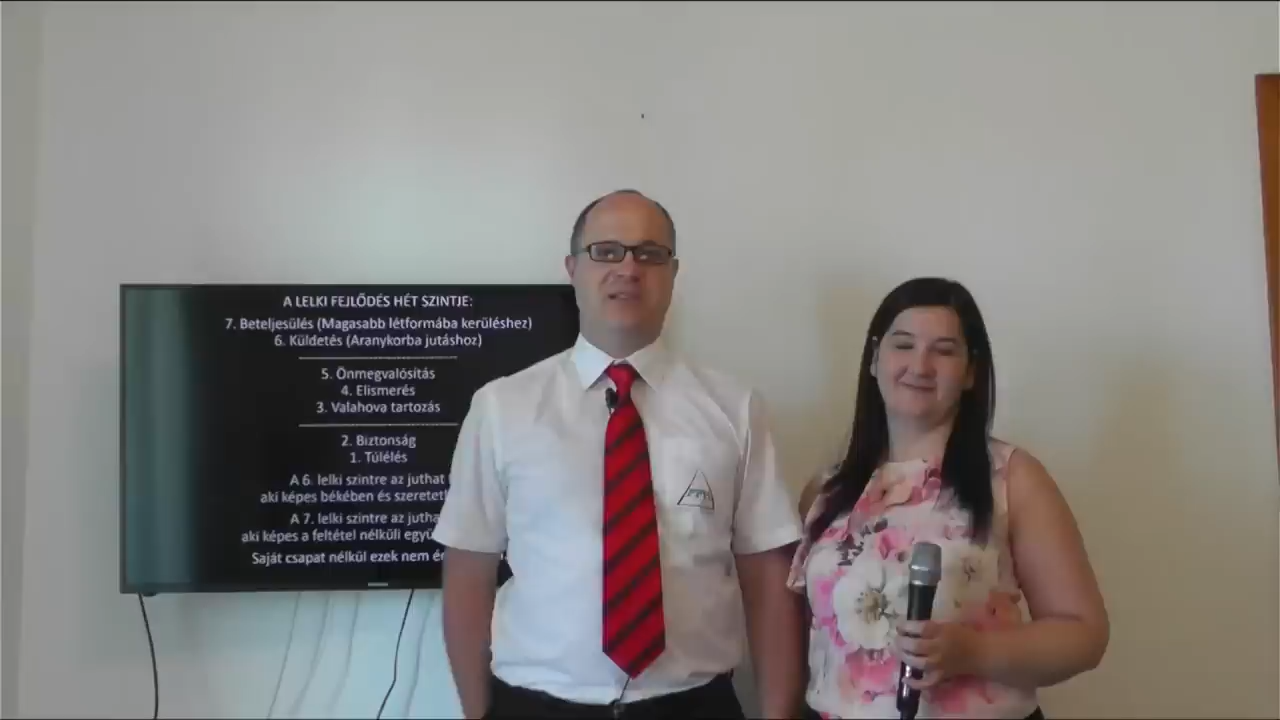 A LELKI FEJLŐDÉS HÉT SZINTJE:
7. Beteljesülés (Magasabb létformába kerüléshez)
6. Küldetés (Aranykorba jutáshoz)
5. Önmegvalósítás
4. Elismerés
3. Valahova tartozás
2. Biztonság
1. Túlélés
A 6. lelki szintre az juthat
aki képes békében és
A 7. lelki szintre az
aki képes a feltétel nélküli
Saját csapat nélkül ezek nem